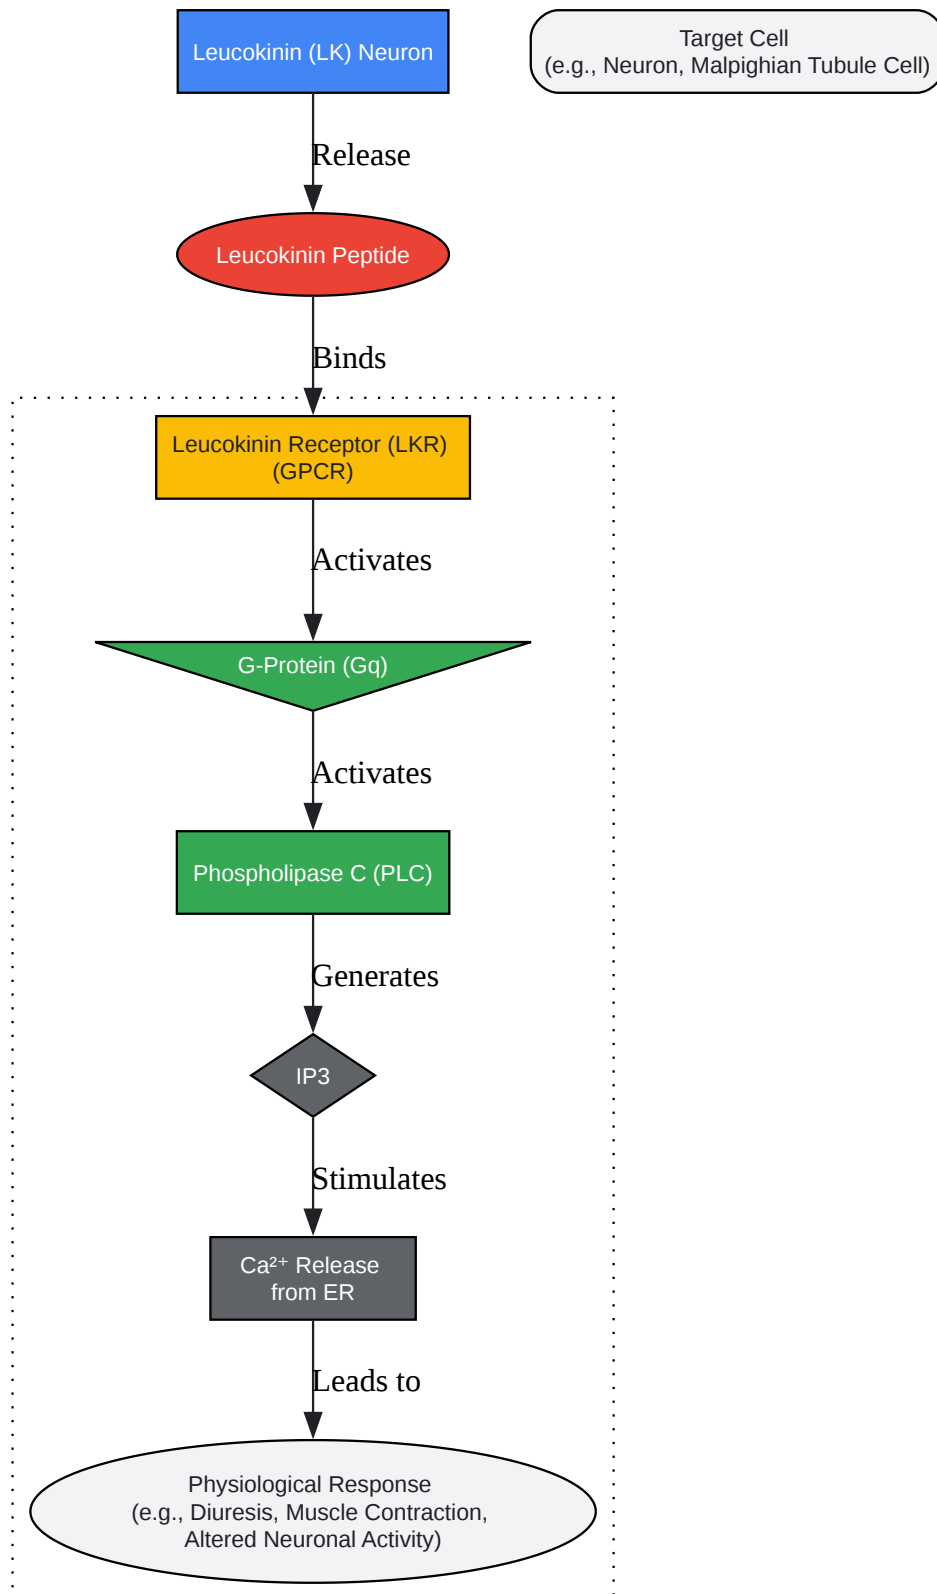 Leucokinin (LK) Neuron
Target Cell
(e.g., Neuron, Malpighian Tubule Cell)
Release
Leucokinin Peptide
Binds
Leucokinin Receptor (LKR)
(GPCR)
Activates
G-Protein (Gq)
Activates
Phospholipase C (PLC)
Generates
IP3
Stimulates
Ca²⁺ Release
from ER
Leads to
Physiological Response
(e.g., Diuresis, Muscle Contraction,
Altered Neuronal Activity)